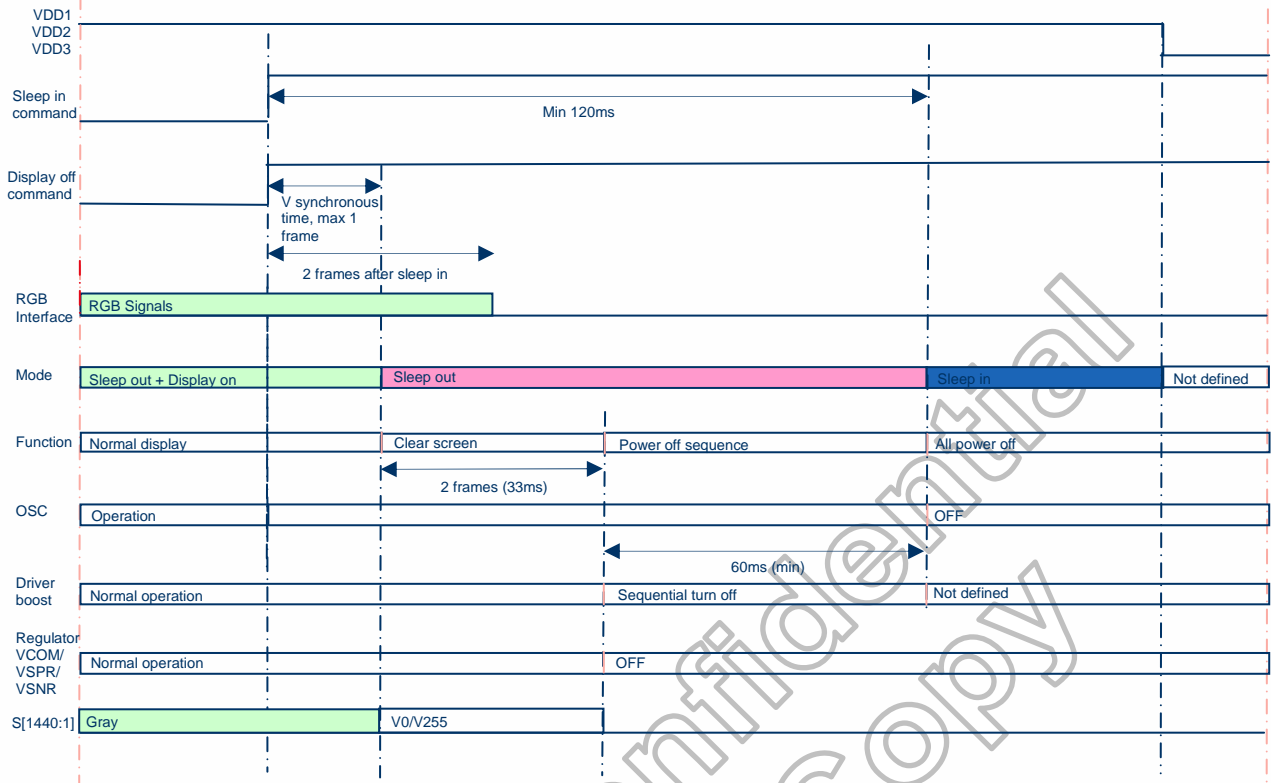 VDD1
VDD2
VDD3
Sleep in
command
Min 120ms
Display off
command
V synchronous
time, max 1
frame
2 frames after sleep in
RGB
Interface
RGB Signals
Mode
Sleep out + Display on
Sleep out
Sleep in
Not defined
Function
Normal display
Clear screen
Power off sequence
All power off
2 frames (33ms)
OSC
Operation
OFF
60ms (min)
Driver
boost
Normal operation
Sequential turn off
Not defined
Regulator
VCOM/
VSPR/
VSNR
Normal operation
OFF
S[1440:1]
Gray
V0/V255
nfidential
Copy